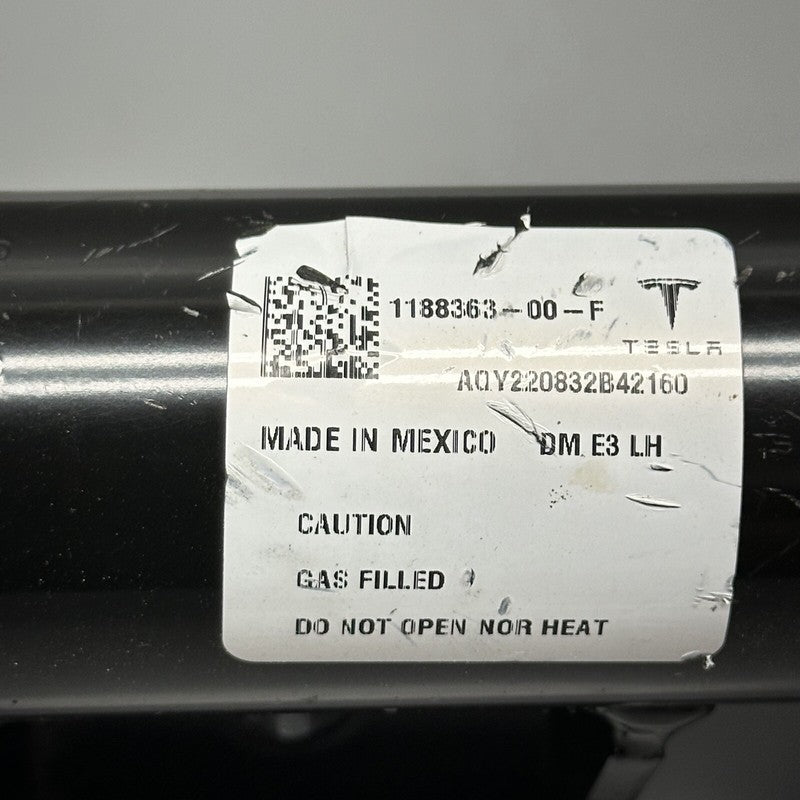 1188363-00-F
TESLA
AQY220832B42160
MADE IN MEXICO DM E3 LH
CAUTION
GAS FILLED
DO NOT OPEN NOR HEAT